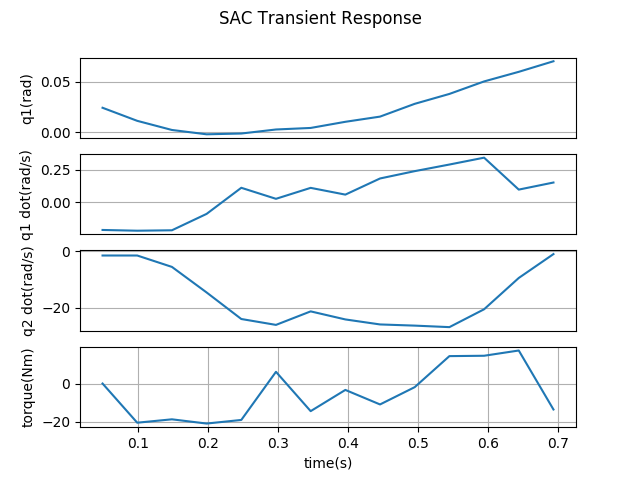 SAC Transient Response
q1(rad)
0.05
0.00
q1 dot(rad/s)
0.25
0.00
q2 dot(rad/s)
0
−20
torque(Nm)
0
−20
0.1 0.2 0.3 0.4 0.5 0.6 0.7
time(s)